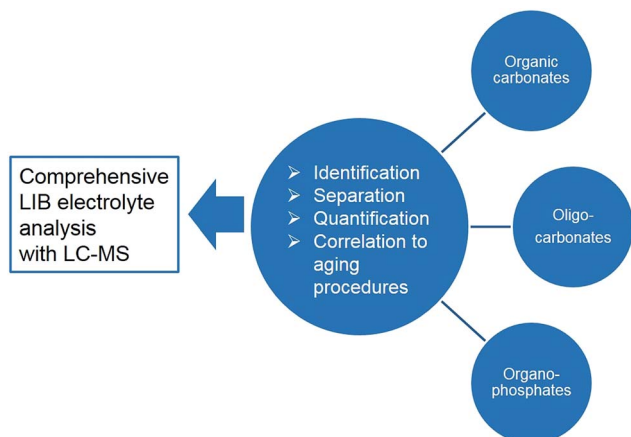 Comprehensive
LIB electrolyte
analysis
with LC-MS
➢ Identification
➢ Separation
➢ Quantification
➢ Correlation to
aging
procedures
Organic
carbonates
Oligo-
carbonates
Organo-
phosphates